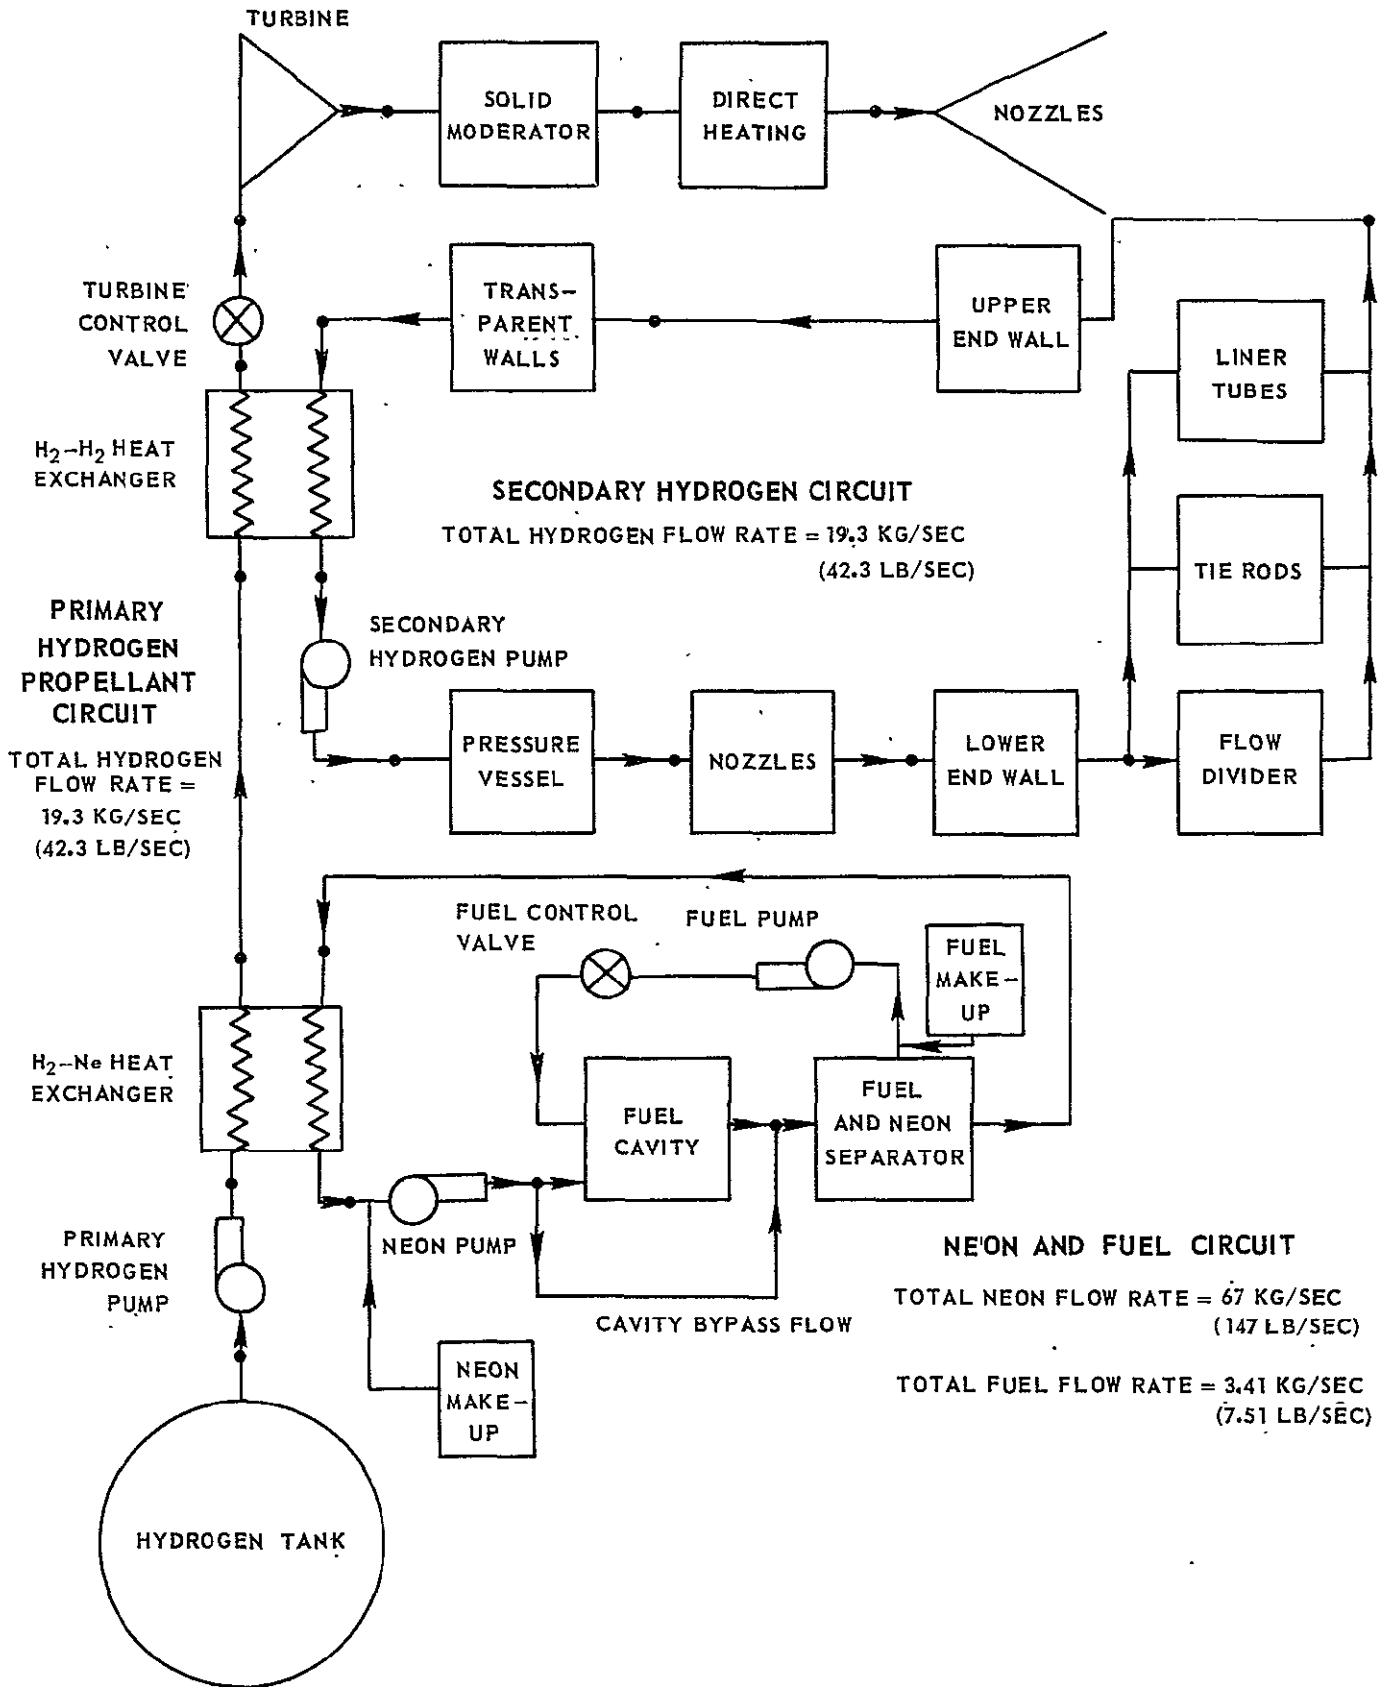 TURBINE
SOLID
MODERATOR
DIRECT
HEATING
NOZZLES
TURBINE
CONTROL
VALVE
TRANS-
PARENT
WALLS
UPPER
END WALL
LINER
TUBES
H2-H2 HEAT
EXCHANGER
SECONDARY HYDROGEN CIRCUIT
TOTAL HYDROGEN FLOW RATE = 19.3 KG/SEC
(42.3 LB/SEC)
TIE RODS
PRIMARY
HYDROGEN
PROPELLANT
CIRCUIT
TOTAL HYDROGEN
FLOW RATE =
19.3 KG/SEC
(42.3 LB/SEC)
SECONDARY
HYDROGEN PUMP
PRESSURE
VESSEL
NOZZLES
LOWER
END WALL
FLOW
DIVIDER
FUEL CONTROL
VALVE
FUEL PUMP
FUEL
MAKE-
UP
H2-Ne HEAT
EXCHANGER
FUEL
CAVITY
FUEL
AND NEON
SEPARATOR
PRIMARY
HYDROGEN
PUMP
NEON PUMP
CAVITY BYPASS FLOW
NEON
MAKE-
UP
NE'ON AND FUEL CIRCUIT
TOTAL NEON FLOW RATE = 67 KG/SEC
(147 LB/SEC)
TOTAL FUEL FLOW RATE = 3.41 KG/SEC
(7.51 LB/SEC)
HYDROGEN TANK